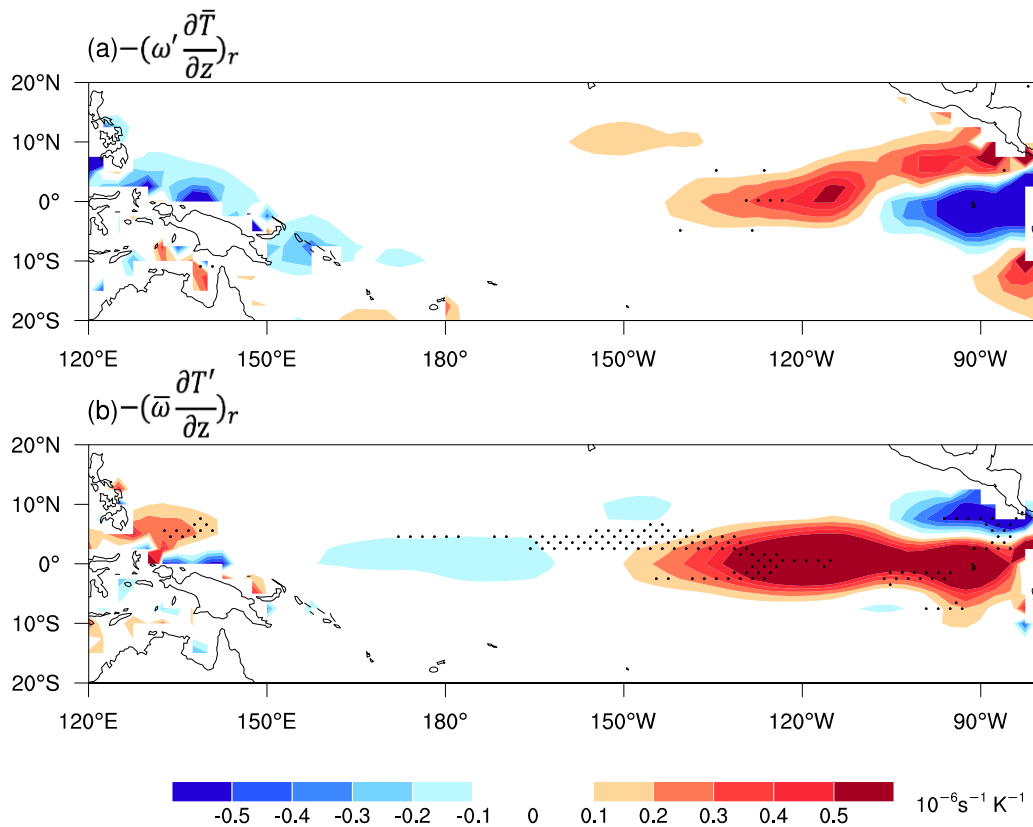 (a)−(ω′ ∂T̄/∂z)ᵣ
20°N
10°N
0°
10°S
20°S
120°E 150°E 180° 150°W 120°W 90°W
(b)−(ω̄ ∂T′/∂z)ᵣ
20°N
10°N
0°
10°S
20°S
120°E 150°E 180° 150°W 120°W 90°W
-0.5 -0.4 -0.3 -0.2 -0.1 0 0.1 0.2 0.3 0.4 0.5 10⁻⁶s⁻¹ K⁻¹